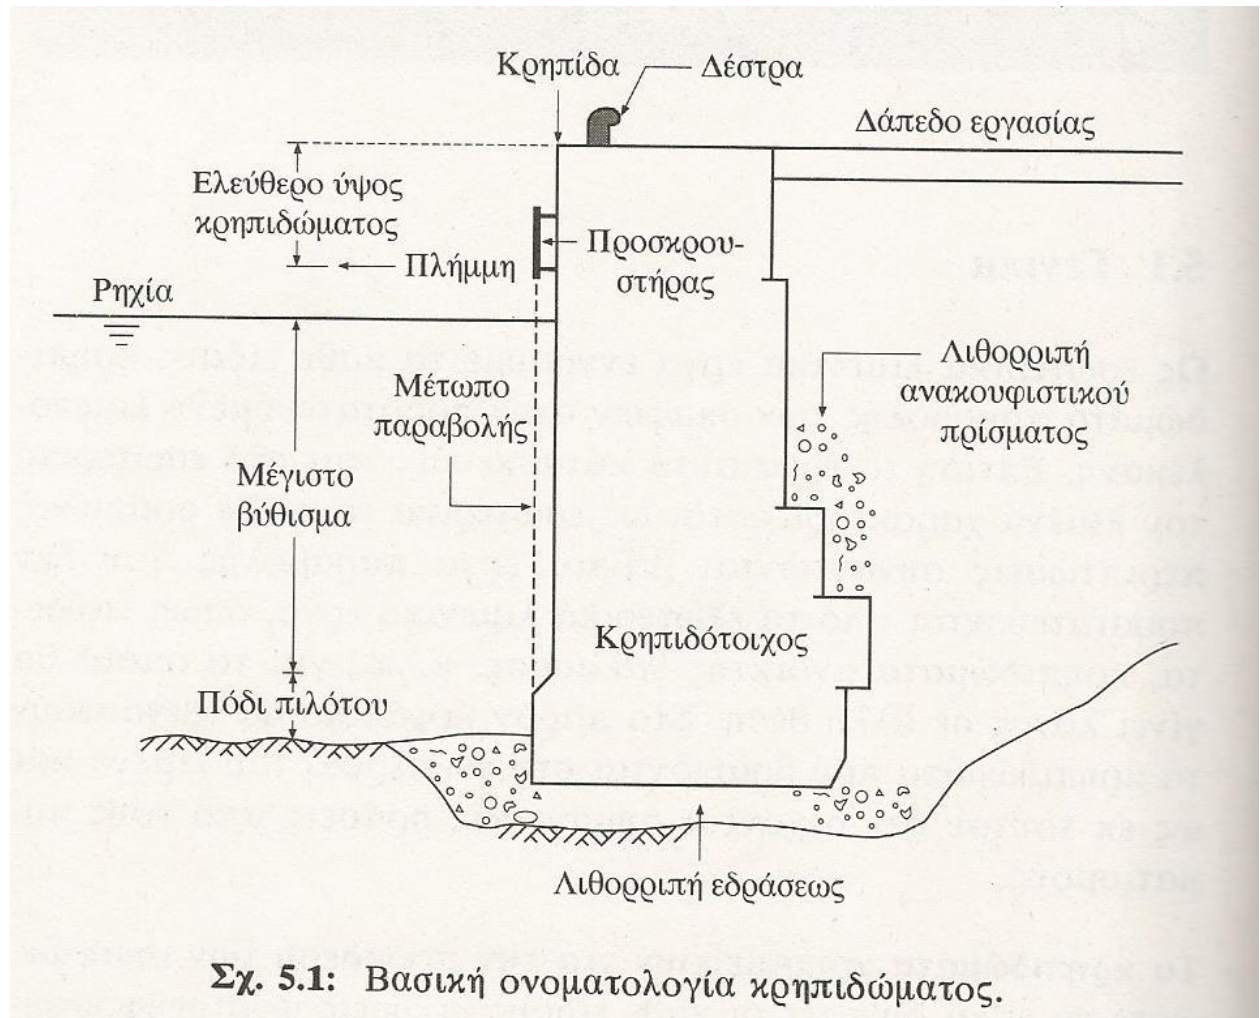 Κρηπίδα
Δέστρα
Δάπεδο εργασίας
Ελεύθερο ύψος
κρηπιδώματος
Πλήμμη
Προσκρου-
στήρας
Ρηχία
Λιθορριπή
ανακουφιστικού
πρίσματος
Μέτωπο
παραβολής
Μέγιστο
βύθισμα
Κρηπιδότοιχος
Πόδι πιλότου
Λιθορριπή εδράσεως
Σχ. 5.1: Βασική ονοματολογία κρηπιδώματος.